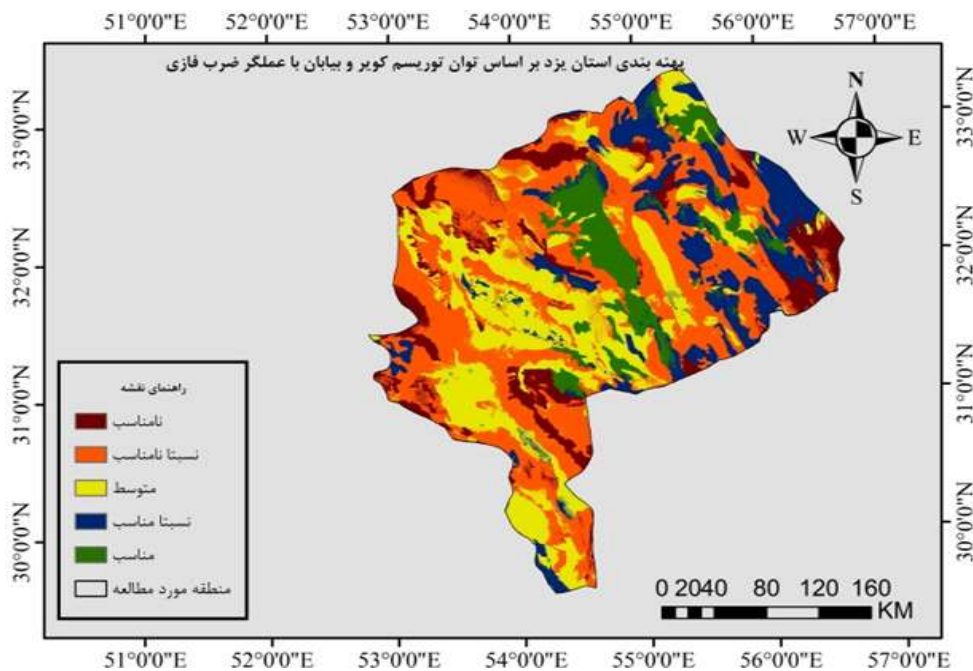 51°0'0"E 52°0'0"E 53°0'0"E 54°0'0"E 55°0'0"E 56°0'0"E 57°0'0"E
پهنه بندی استان یزد بر اساس توان توریسم کویر و بیابان با عملگر ضرب فازی
N
W E
S
33°0'0"N 33°0'0"N
32°0'0"N 32°0'0"N
31°0'0"N 31°0'0"N
30°0'0"N 30°0'0"N
راهنمای نقشه
نامناسب
نسبتا نامناسب
متوسط
نسبتا مناسب
مناسب
منطقه مورد مطالعه
0 20 40 80 120 160
KM
51°0'0"E 52°0'0"E 53°0'0"E 54°0'0"E 55°0'0"E 56°0'0"E 57°0'0"E